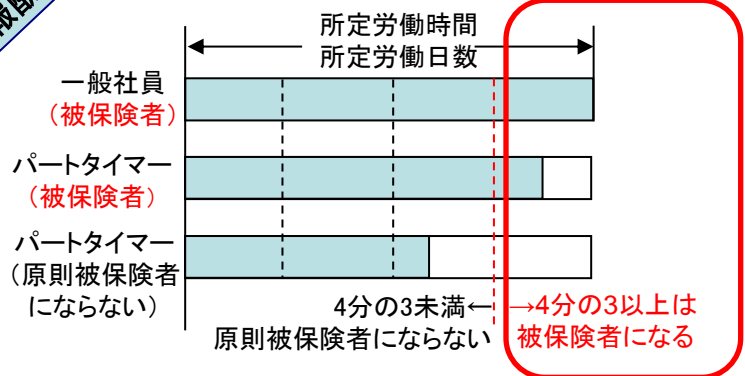 所定労働時間
所定労働日数
一般社員
（被保険者）
パートタイマー
（被保険者）
パートタイマー
（原則被保険者
にならない）
4分の3未満←
原則被保険者にならない
→4分の3以上は
被保険者になる